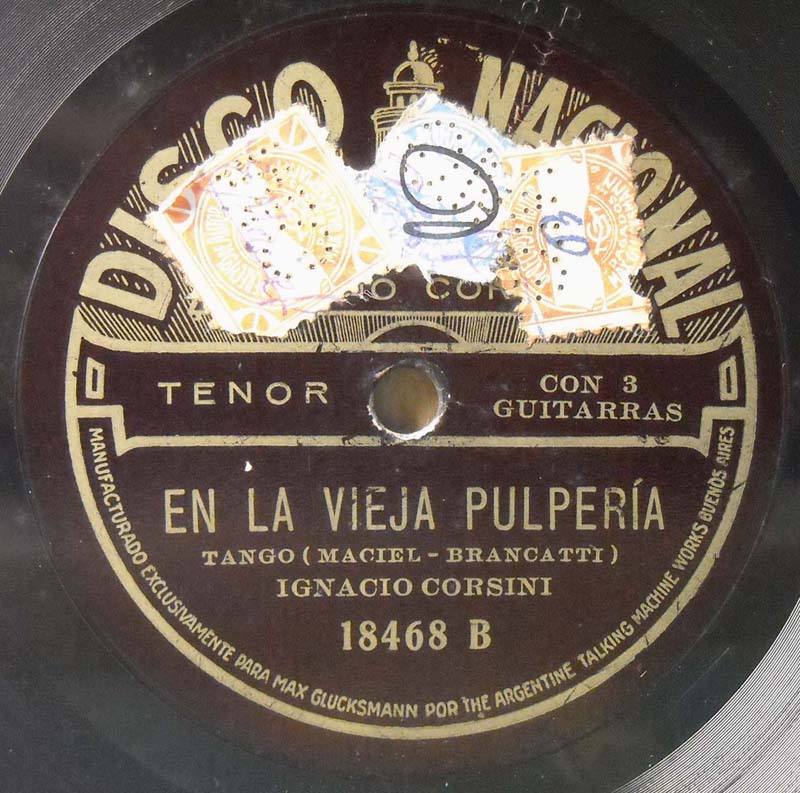 DISCO NACIONAL
TENOR
CON 3
GUITARRAS
EN LA VIEJA PULPERÍA
TANGO (MACIEL - BRANCATTI)
IGNACIO CORSINI
18468 B
MANUFACTURADO EXCLUSIVAMENTE PARA MAX GLUCKSMANN POR THE ARGENTINE TALKING MACHINE WORKS BUENOS AIRES